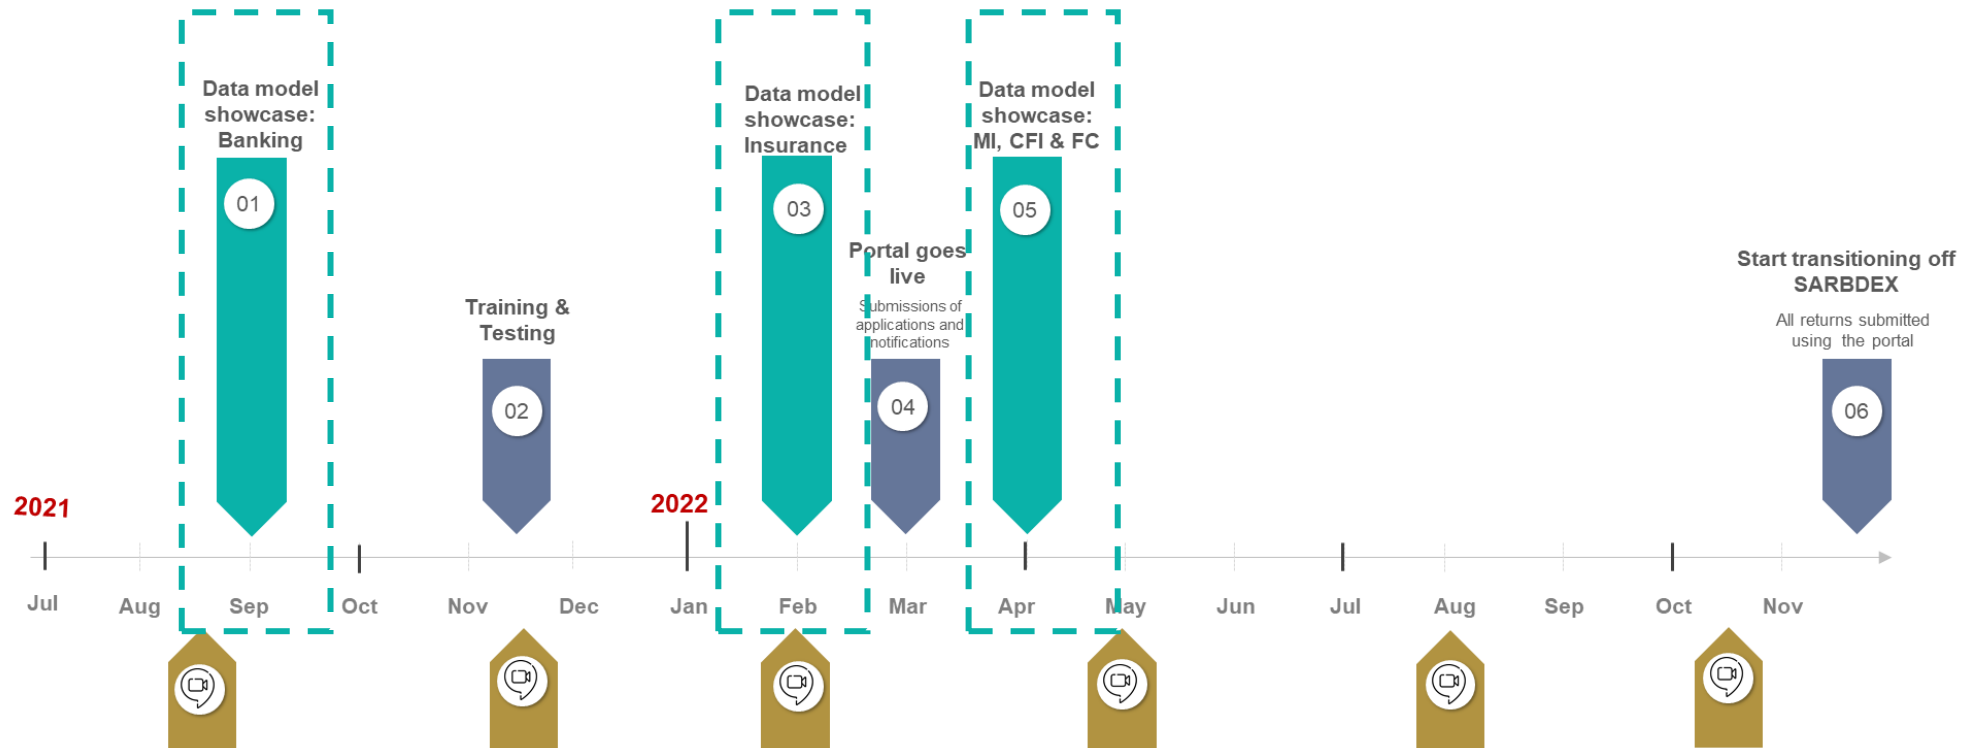 Data model
showcase:
Banking
01
Training &
Testing
02
Data model
showcase:
Insurance
03
Portal goes
live
Submissions of
applications and
notifications
04
Data model
showcase:
MI, CFI & FC
05
Start transitioning off
SARBDEX
All returns submitted
using the portal
06
2021
2022
Jul
Aug
Sep
Oct
Nov
Dec
Jan
Feb
Mar
Apr
May
Jun
Jul
Aug
Sep
Oct
Nov